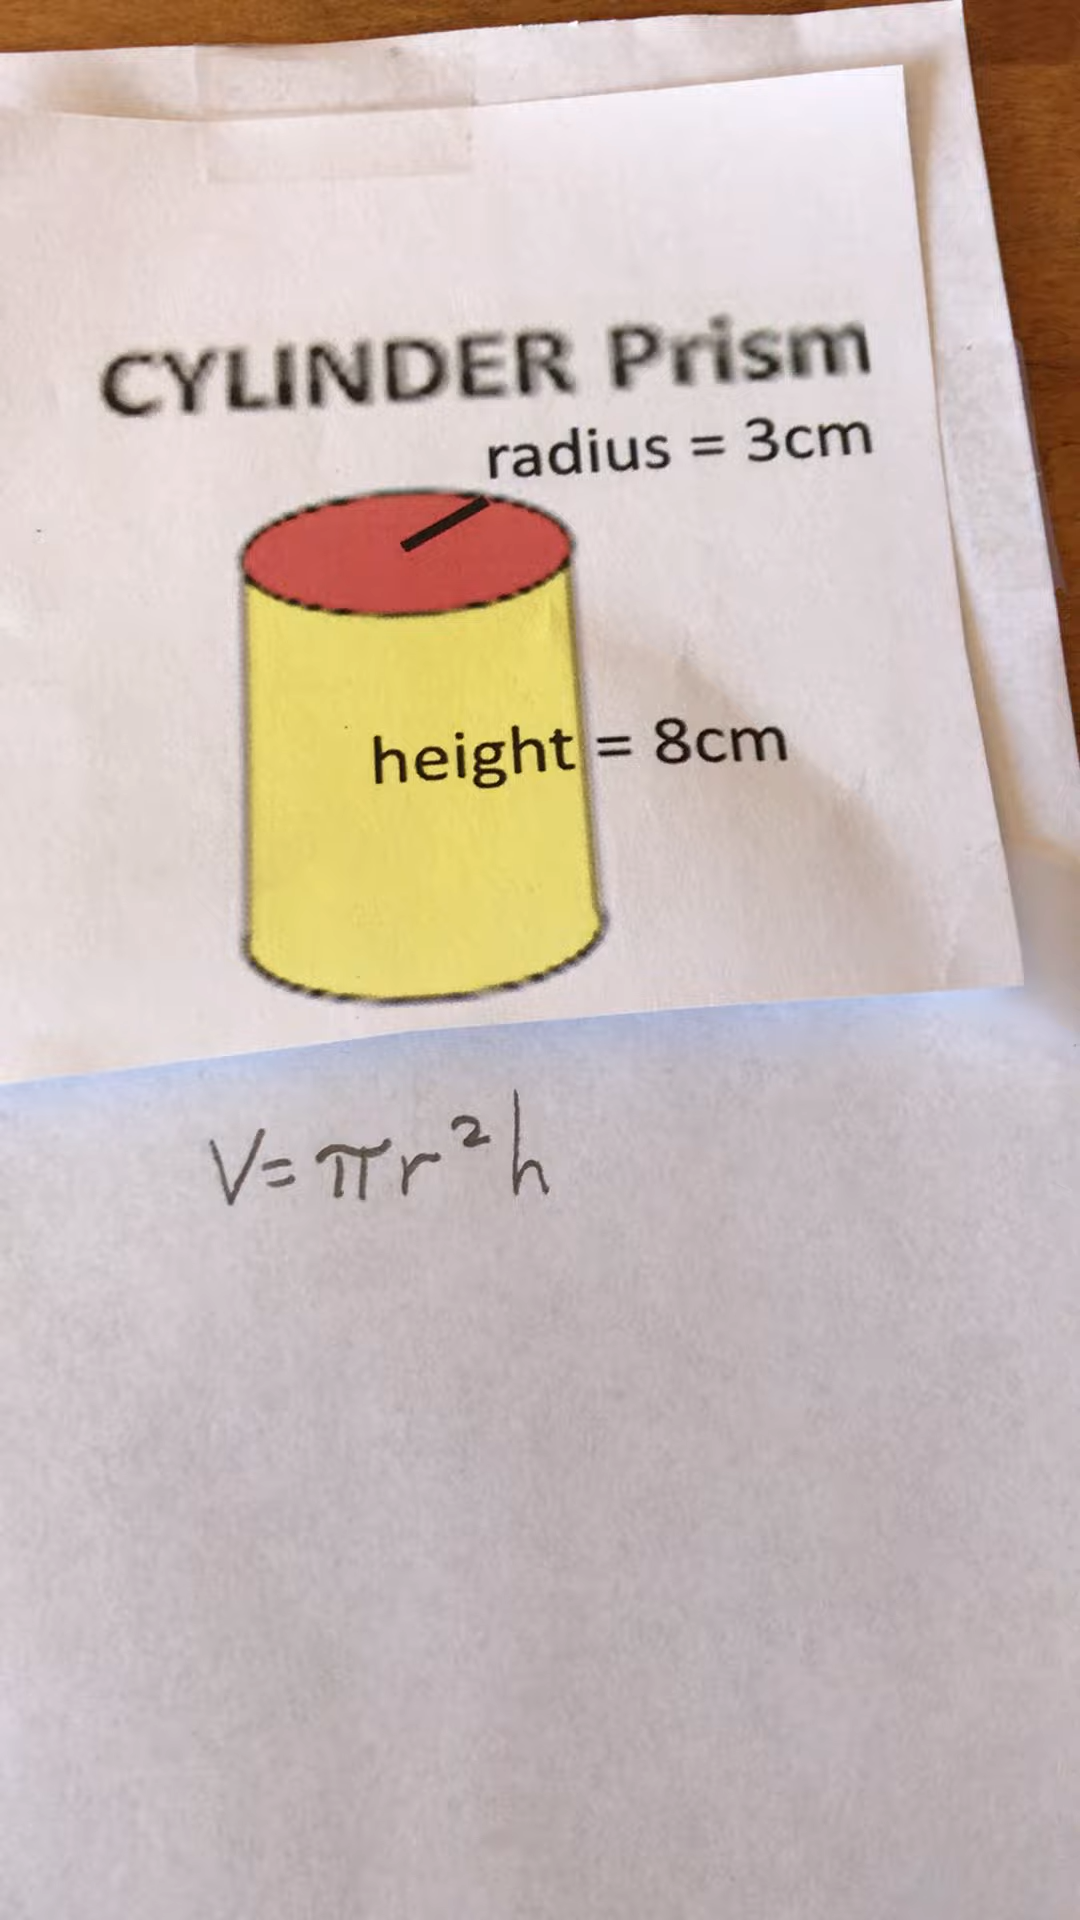 CYLINDER Prism
radius = 3cm
height = 8cm
V=πr²h